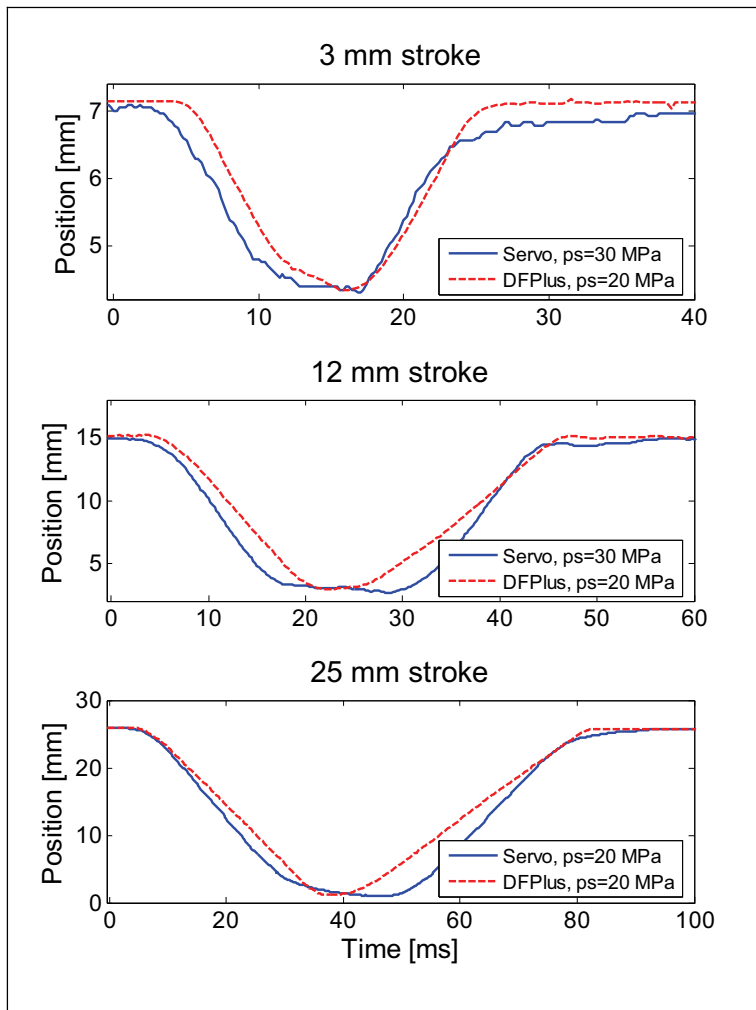 3 mm stroke
7
6
5
Position [mm]
Servo, ps=30 MPa
DFPlus, ps=20 MPa
0 10 20 30 40
12 mm stroke
15
10
5
Position [mm]
Servo, ps=30 MPa
DFPlus, ps=20 MPa
0 10 20 30 40 50 60
25 mm stroke
30
20
10
0
Position [mm]
Servo, ps=20 MPa
DFPlus, ps=20 MPa
0 20 40 60 80 100
Time [ms]